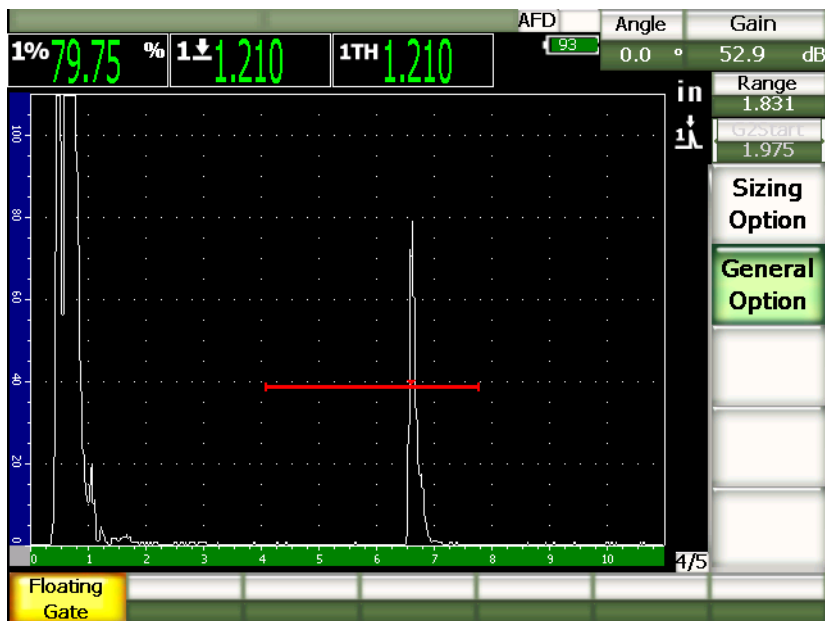 AFD
Angle
Gain
1% 79.75 %
1 1.210
1TH 1.210
93
0.0 °
52.9 dB
in
Range
1.831
1
G2Start
1.975
Sizing
Option
General
Option
100
80
60
40
20
0
0 1 2 3 4 5 6 7 8 9 10
4/5
Floating
Gate